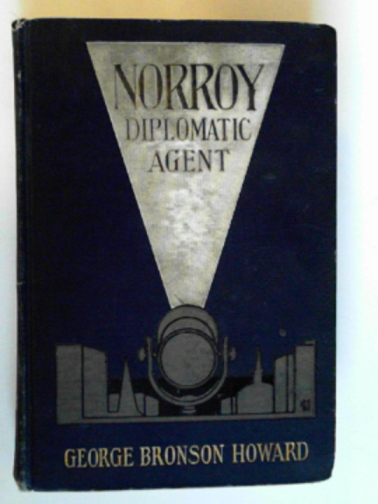 NORROY
DIPLOMATIC
AGENT
GEORGE BRONSON HOWARD